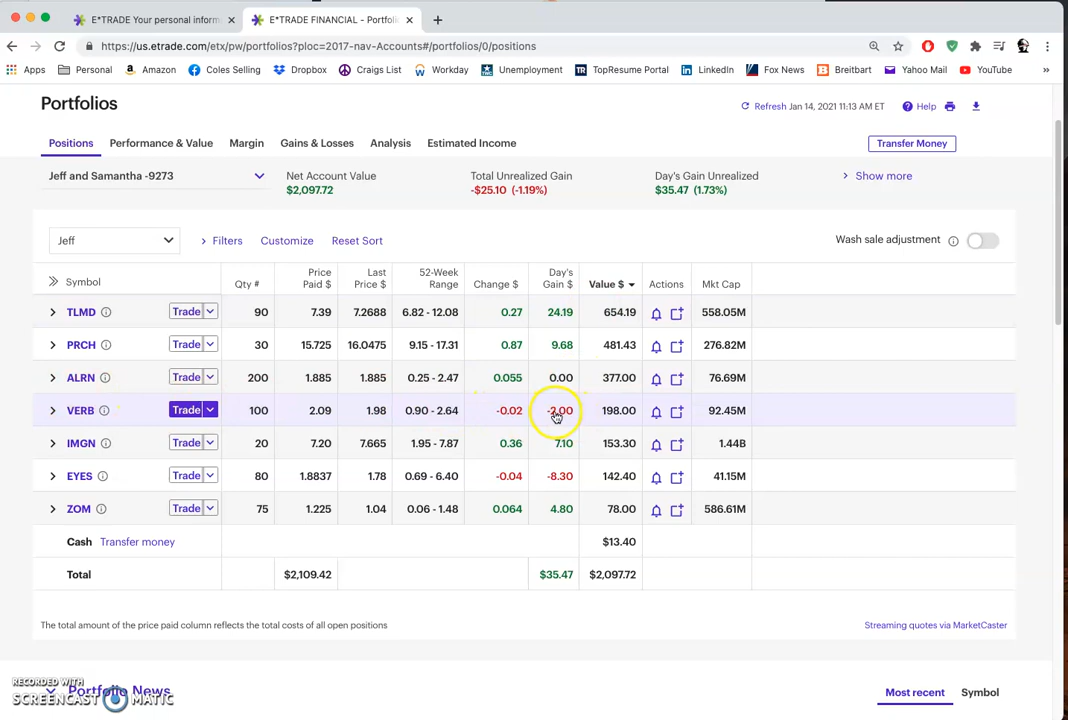 E*TRADE Your personal inform
E*TRADE FINANCIAL - Portfoli
https://us.etrade.com/etx/pw/portfolios?ploc=2017-nav-Accounts#/portfolios/0/positions
Apps Personal Amazon Coles Selling Dropbox Craigs List Workday Unemployment TopResume Portal LinkedIn Fox News Breitbart Yahoo Mail YouTube »
Portfolios
Refresh Jan 14, 2021 11:13 AM ET Help
Positions Performance & Value Margin Gains & Losses Analysis Estimated Income Transfer Money
Jeff and Samantha -9273
Net Account Value
$2,097.72
Total Unrealized Gain
-$25.10 (-1.19%)
Day's Gain Unrealized
$35.47 (1.73%)
Show more
Jeff Filters Customize Reset Sort Wash sale adjustment
Symbol Qty # Price Paid $ Last Price $ 52-Week Range Change $ Day's Gain $ Value $ Actions Mkt Cap
TLMD Trade 90 7.39 7.2688 6.82 - 12.08 0.27 24.19 654.19 558.05M
PRCH Trade 30 15.725 16.0475 9.15 - 17.31 0.87 9.68 481.43 276.82M
ALRN Trade 200 1.885 1.885 0.25 - 2.47 0.055 0.00 377.00 76.69M
VERB Trade 100 2.09 1.98 0.90 - 2.64 -0.02 -2.00 198.00 92.45M
IMGN Trade 20 7.20 7.665 1.95 - 7.87 0.36 7.10 153.30 1.44B
EYES Trade 80 1.8837 1.78 0.69 - 6.40 -0.04 -8.30 142.40 41.15M
ZOM Trade 75 1.225 1.04 0.06 - 1.48 0.064 4.80 78.00 586.61M
Cash Transfer money $13.40
Total $2,109.42 $35.47 $2,097.72
The total amount of the price paid column reflects the total costs of all open positions
Streaming quotes via MarketCaster
Portfolio News
Most recent Symbol
RECORDED WITH
SCREENCAST MATIC